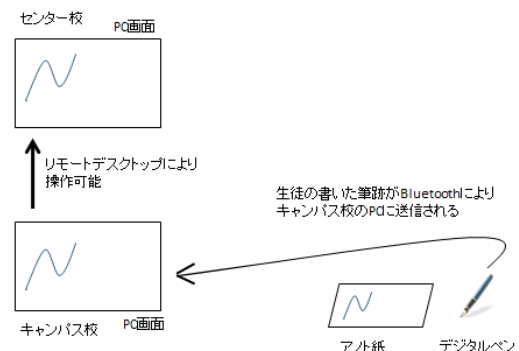 センター校
PC画面
リモートデスクトップにより
操作可能
生徒の書いた筆跡がBluetoothにより
キャンパス校のPCに送信される
キャンパス校
PC画面
アノト紙
デジタルペン